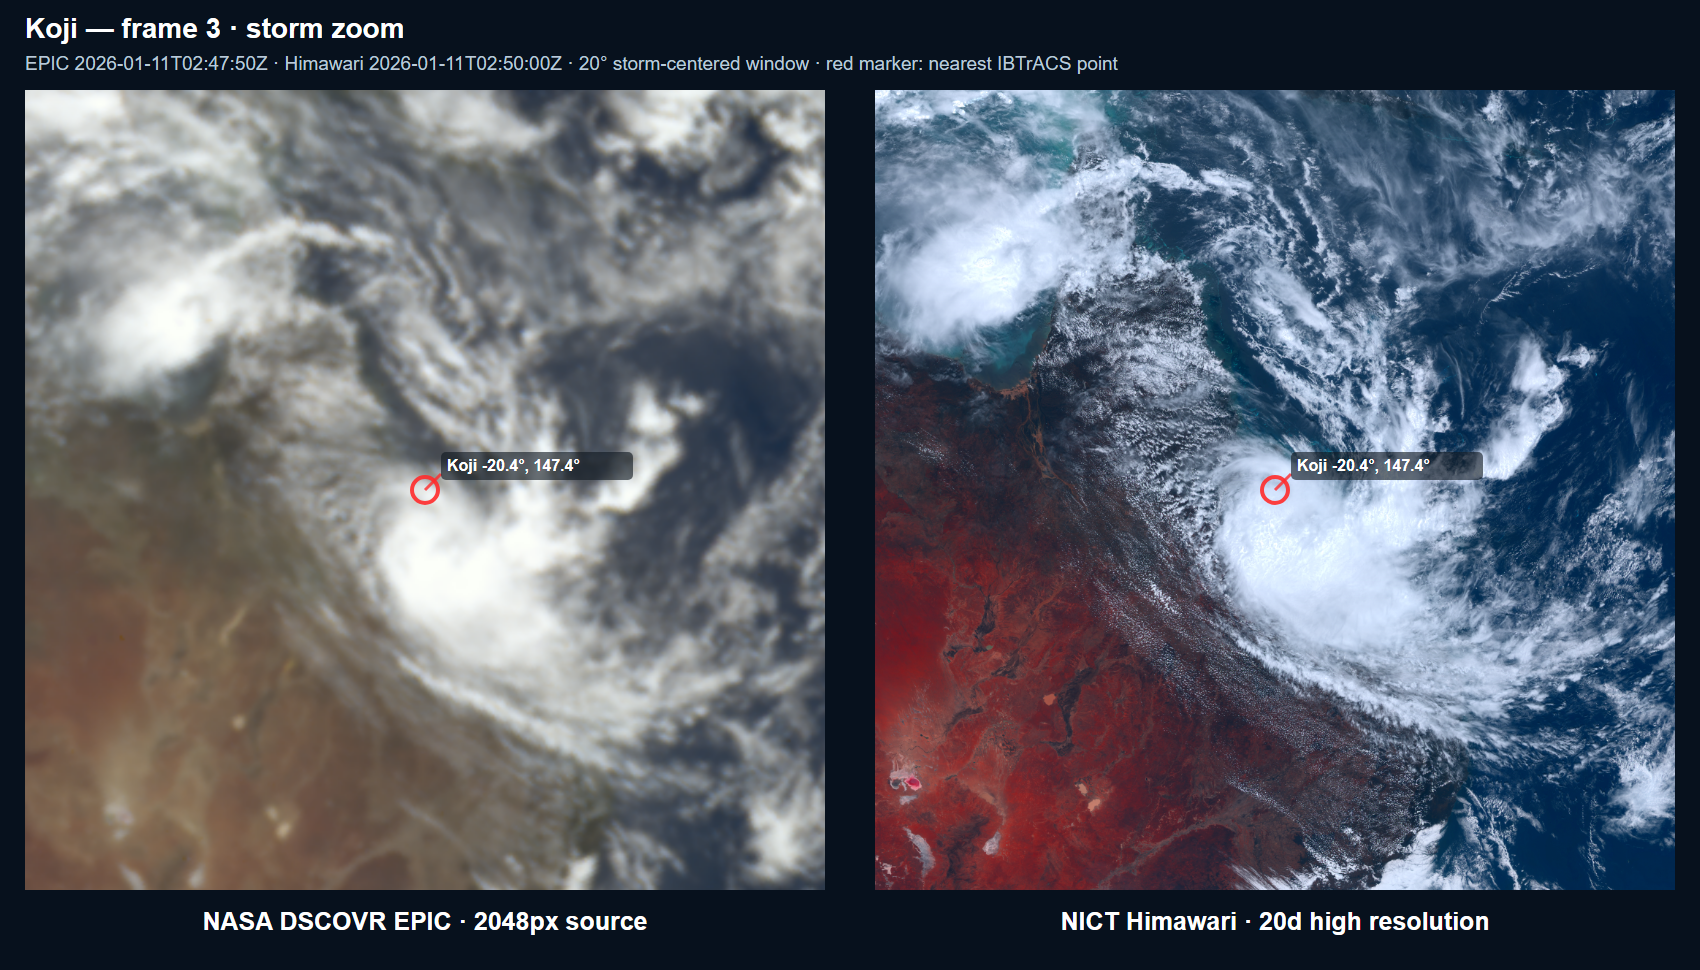 Koji — frame 3 · storm zoom
EPIC 2026-01-11T02:47:50Z · Himawari 2026-01-11T02:50:00Z · 20° storm-centered window · red marker: nearest IBTrACS point
Koji -20.4°, 147.4°
Koji -20.4°, 147.4°
NASA DSCOVR EPIC · 2048px source
NICT Himawari · 20d high resolution